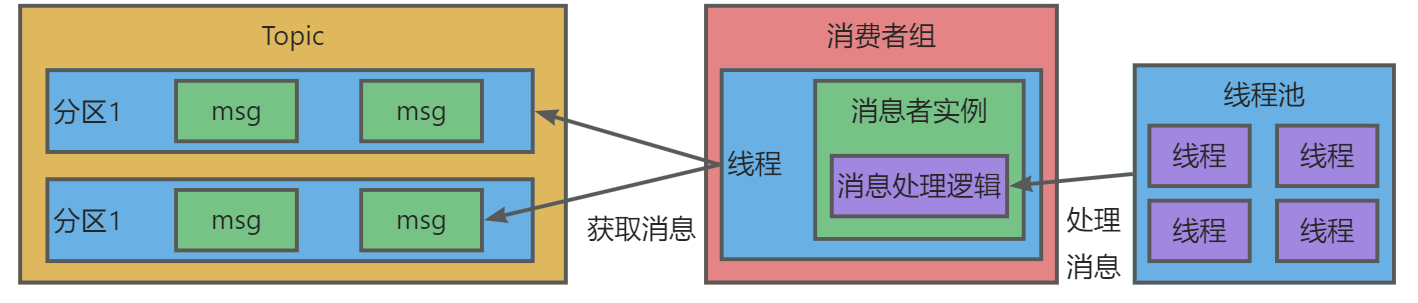 Topic
分区1
msg
msg
分区1
msg
msg
获取消息
消费者组
线程
消息者实例
消息处理逻辑
处理
消息
线程池
线程
线程
线程
线程